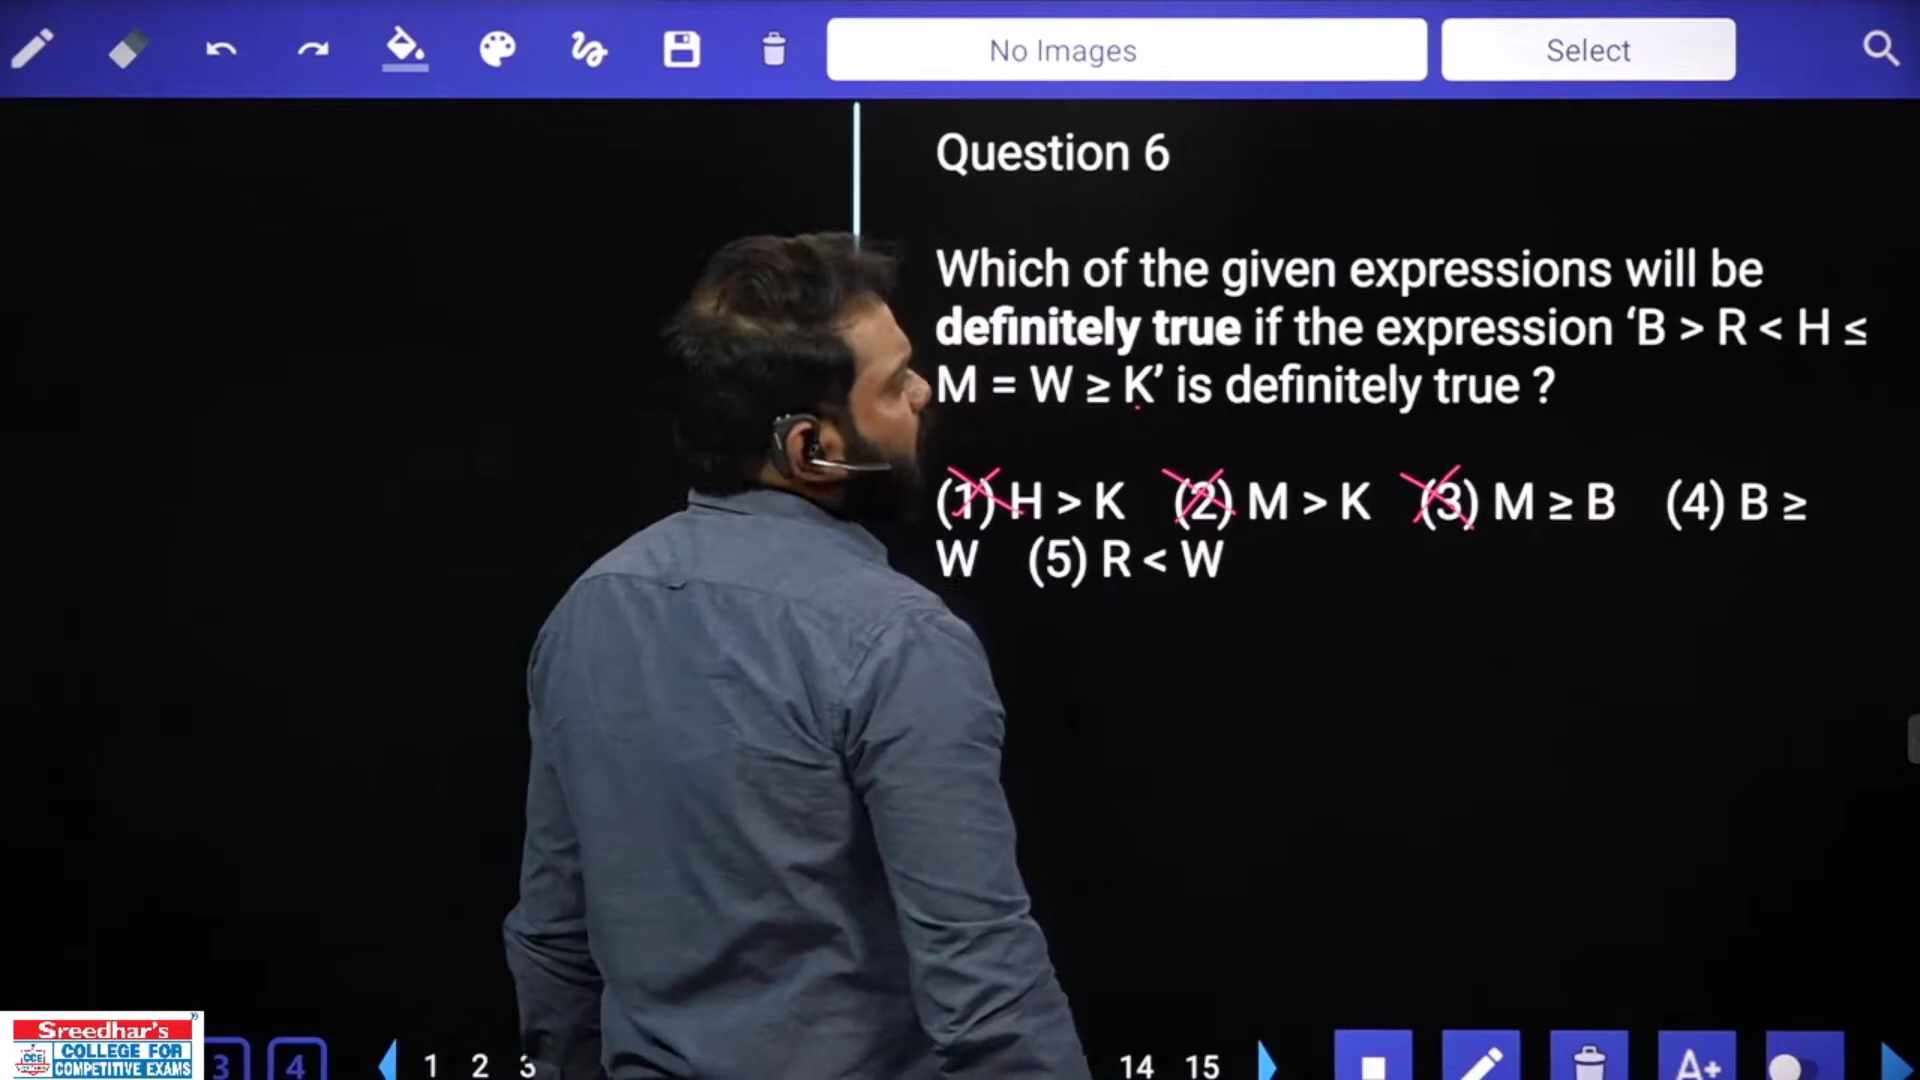 No Images
Select
Question 6
Which of the given expressions will be
definitely true if the expression ‘B > R < H ≤
M = W ≥ K’ is definitely true ?
(1) H > K (2) M > K (3) M ≥ B (4) B ≥
W (5) R < W
Sreedhar's
CCE
COLLEGE FOR
COMPETITIVE EXAMS
3 4
1 2 3
14 15
A+